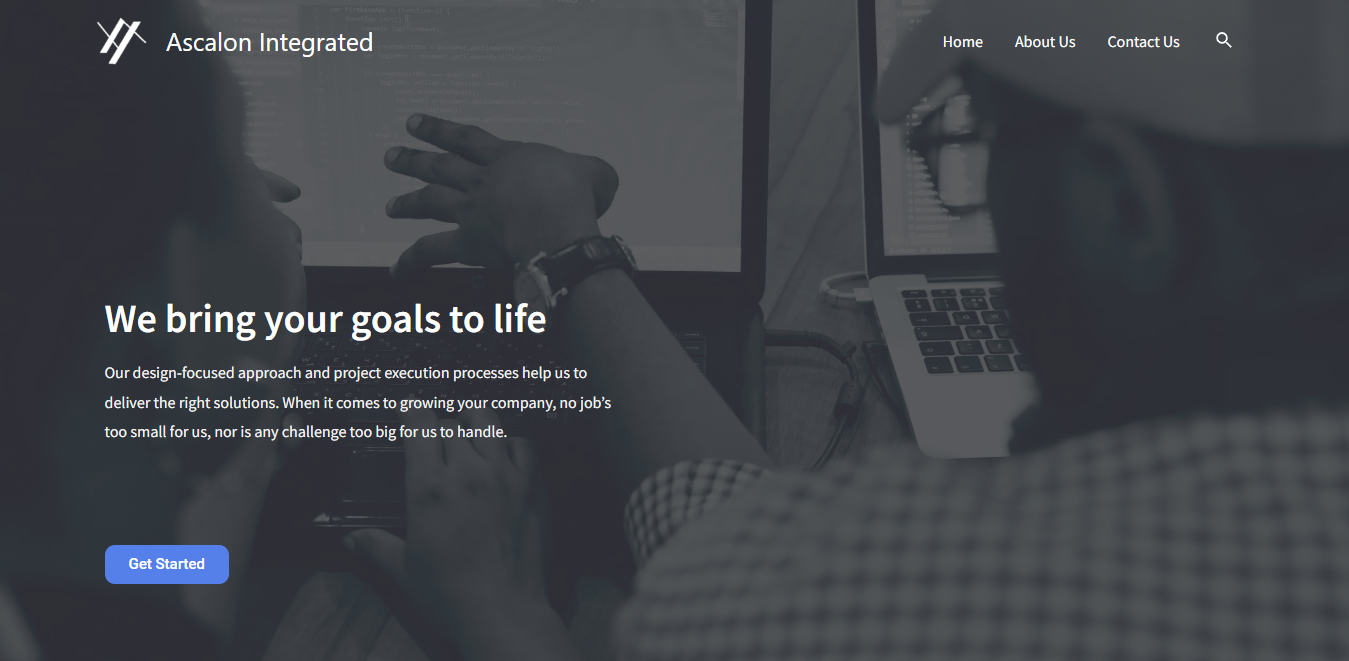 Ascalon Integrated
Home About Us Contact Us
We bring your goals to life
Our design-focused approach and project execution processes help us to
deliver the right solutions. When it comes to growing your company, no job’s
too small for us, nor is any challenge too big for us to handle.
Get Started